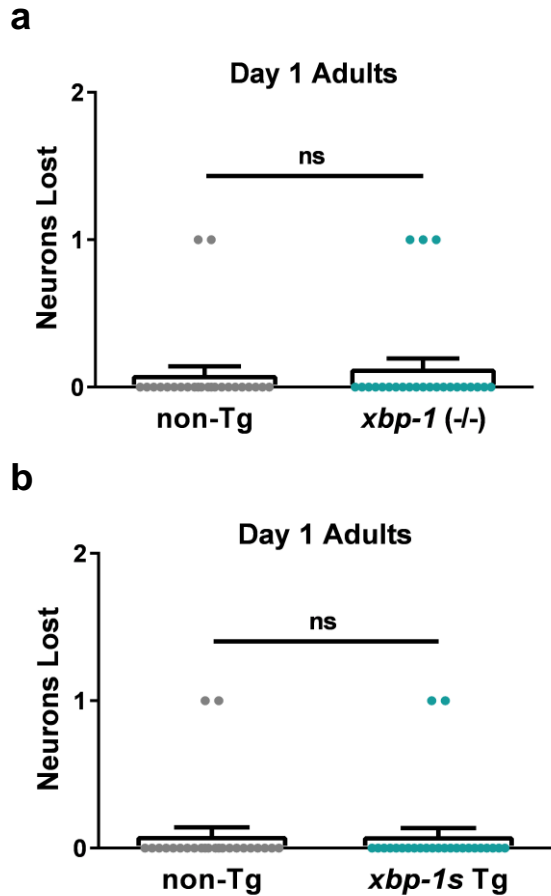 a
Day 1 Adults
2
ns
Neurons Lost
1
0
non-Tg xbp-1 (-/-)
b
Day 1 Adults
2
ns
Neurons Lost
1
0
non-Tg xbp-1s Tg